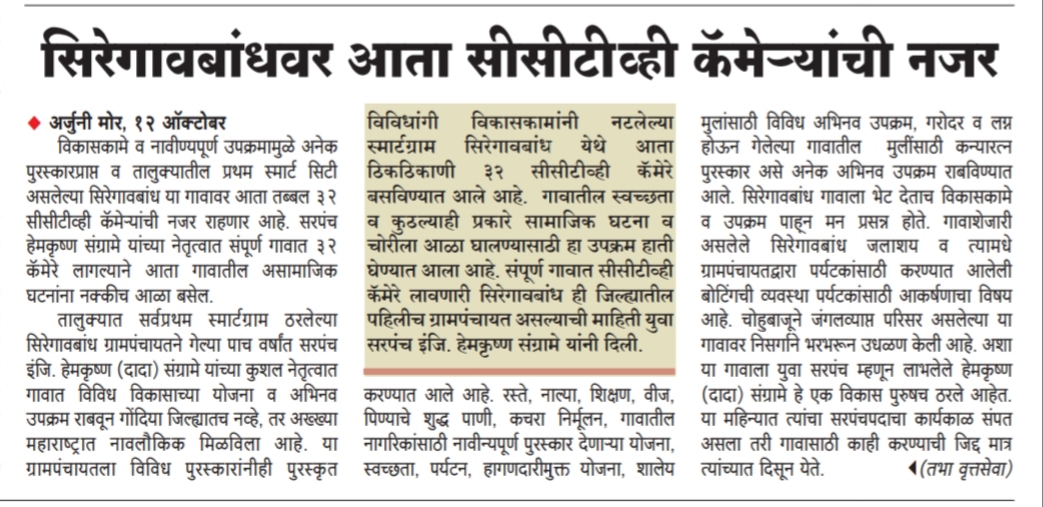 सिरेगावबांधवर आता सीसीटीव्ही कॅमेऱ्यांची नजर
◆ अर्जुनी मोर, १२ ऑक्टोबर
विकासकामे व नावीण्यपूर्ण उपक्रमामुळे अनेक
पुरस्कारप्राप्त व तालुक्यातील प्रथम स्मार्ट सिटी
असलेल्या सिरेगावबांध या गावावर आता तब्बल ३२
सीसीटीव्ही कॅमेऱ्यांची नजर राहणार आहे. सरपंच
हेमकृष्ण संग्रामे यांच्या नेतृत्वात संपूर्ण गावात ३२
कॅमेरे लागल्याने आता गावातील असामाजिक
घटनांना नक्कीच आळा बसेल.
तालुक्यात सर्वप्रथम स्मार्टग्राम ठरलेल्या
सिरेगावबांध ग्रामपंचायतने गेल्या पाच वर्षांत सरपंच
इंजि. हेमकृष्ण (दादा) संग्रामे यांच्या कुशल नेतृत्वात
गावात विविध विकासाच्या योजना व अभिनव
उपक्रम राबवून गोंदिया जिल्ह्यातच नव्हे, तर अख्ख्या
महाराष्ट्रात नावलौकिक मिळविला आहे. या
ग्रामपंचायतला विविध पुरस्कारांनीही पुरस्कृत
विविधांगी विकासकामांनी नटलेल्या
स्मार्टग्राम सिरेगावबांध येथे आता
ठिकठिकाणी ३२ सीसीटीव्ही कॅमेरे
बसविण्यात आले आहे. गावातील स्वच्छता
व कुठल्याही प्रकारे सामाजिक घटना व
चोरीला आळा घालण्यासाठी हा उपक्रम हाती
घेण्यात आला आहे. संपूर्ण गावात सीसीटीव्ही
कॅमेरे लावणारी सिरेगावबांध ही जिल्ह्यातील
पहिलीच ग्रामपंचायत असल्याची माहिती युवा
सरपंच इंजि. हेमकृष्ण संग्रामे यांनी दिली.
करण्यात आले आहे. रस्ते, नाल्या, शिक्षण, वीज,
पिण्याचे शुद्ध पाणी, कचरा निर्मूलन, गावातील
नागरिकांसाठी नावीन्यपूर्ण पुरस्कार देणाऱ्या योजना,
स्वच्छता, पर्यटन, हागणदारीमुक्त योजना, शालेय
मुलांसाठी विविध अभिनव उपक्रम, गरोदर व लग्न
होऊन गेलेल्या गावातील मुलींसाठी कन्यारत्न
पुरस्कार असे अनेक अभिनव उपक्रम राबविण्यात
आले. सिरेगावबांध गावाला भेट देताच विकासकामे
व उपक्रम पाहून मन प्रसन्न होते. गावाशेजारी
असलेले सिरेगावबांध जलाशय व त्यामधे
ग्रामपंचायतद्वारा पर्यटकांसाठी करण्यात आलेली
बोटिंगची व्यवस्था पर्यटकांसाठी आकर्षणाचा विषय
आहे. चोहुबाजूने जंगलव्याप्त परिसर असलेल्या या
गावावर निसर्गाने भरभरून उधळण केली आहे. अशा
या गावाला युवा सरपंच म्हणून लाभलेले हेमकृष्ण
(दादा) संग्रामे हे एक विकास पुरुषच ठरले आहेत.
या महिन्यात त्यांचा सरपंचपदाचा कार्यकाळ संपत
असला तरी गावासाठी काही करण्याची जिद्द मात्र
त्यांच्यात दिसून येते. ◀(तभा वृत्तसेवा)